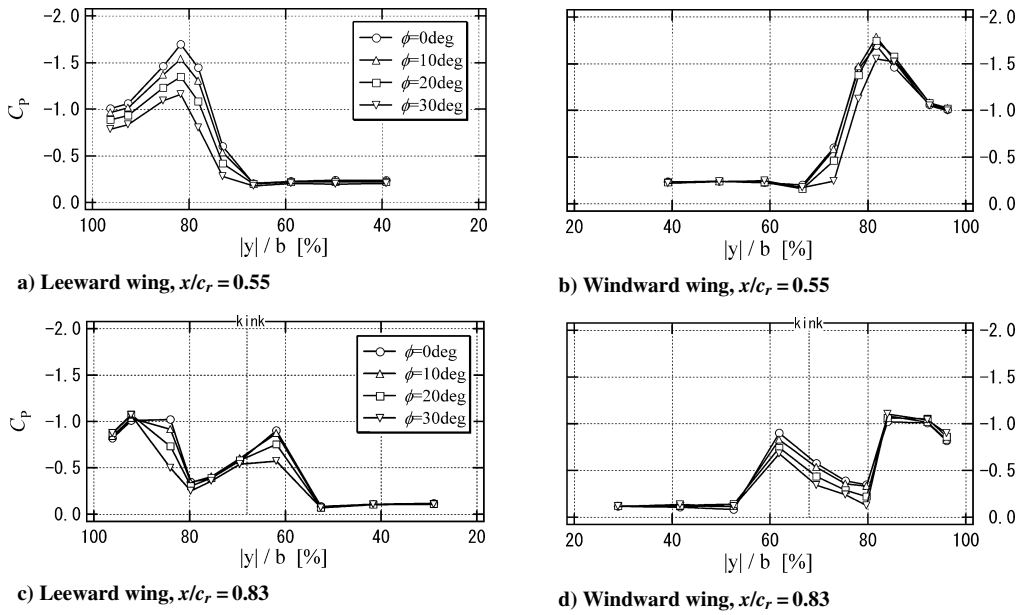 -2.0
-1.5
-1.0
-0.5
0.0
C_P
ϕ=0deg
ϕ=10deg
ϕ=20deg
ϕ=30deg
100 80 60 40 20
|y| / b [%]
a) Leeward wing, x/c_r = 0.55
-2.0
-1.5
-1.0
-0.5
0.0
20 40 60 80 100
|y| / b [%]
b) Windward wing, x/c_r = 0.55
kink
-2.0
-1.5
-1.0
-0.5
0.0
C_P
ϕ=0deg
ϕ=10deg
ϕ=20deg
ϕ=30deg
100 80 60 40 20
|y| / b [%]
c) Leeward wing, x/c_r = 0.83
kink
-2.0
-1.5
-1.0
-0.5
0.0
20 40 60 80 100
|y| / b [%]
d) Windward wing, x/c_r = 0.83